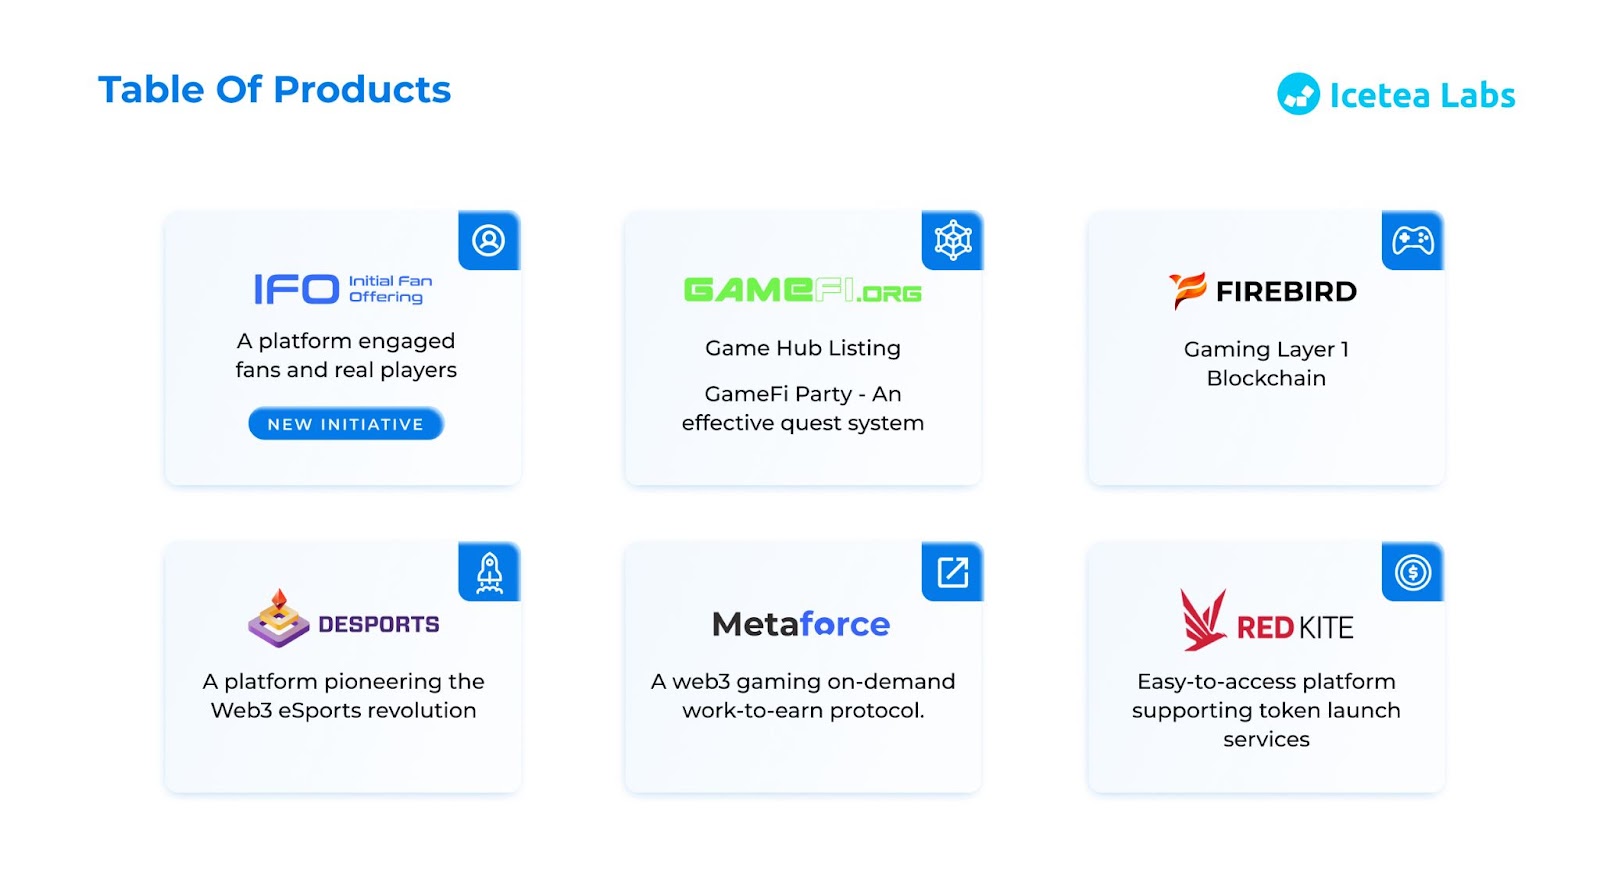 Table Of Products
Icetea Labs
IFO Initial Fan
Offering
A platform engaged
fans and real players
NEW INITIATIVE
GAMEFI.ORG
Game Hub Listing
GameFi Party - An
effective quest system
FIREBIRD
Gaming Layer 1
Blockchain
DESPORTS
A platform pioneering the
Web3 eSports revolution
Metaforce
A web3 gaming on-demand
work-to-earn protocol.
RED KITE
Easy-to-access platform
supporting token launch
services